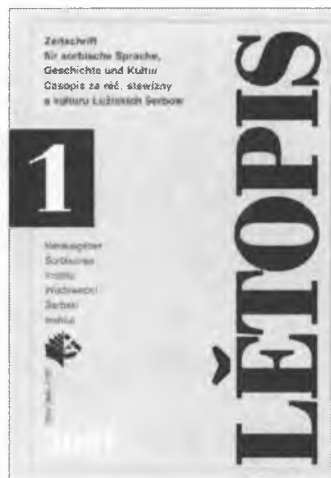 Zeitschrift
für sorbische Sprache,
Geschichte und Kultur
Časopis za rěč, stawizny
a kulturu Łužiskich Serbow
1
Herausgeber
Sorbisches
Institut
Serbski
Institut
LĚTOPIS